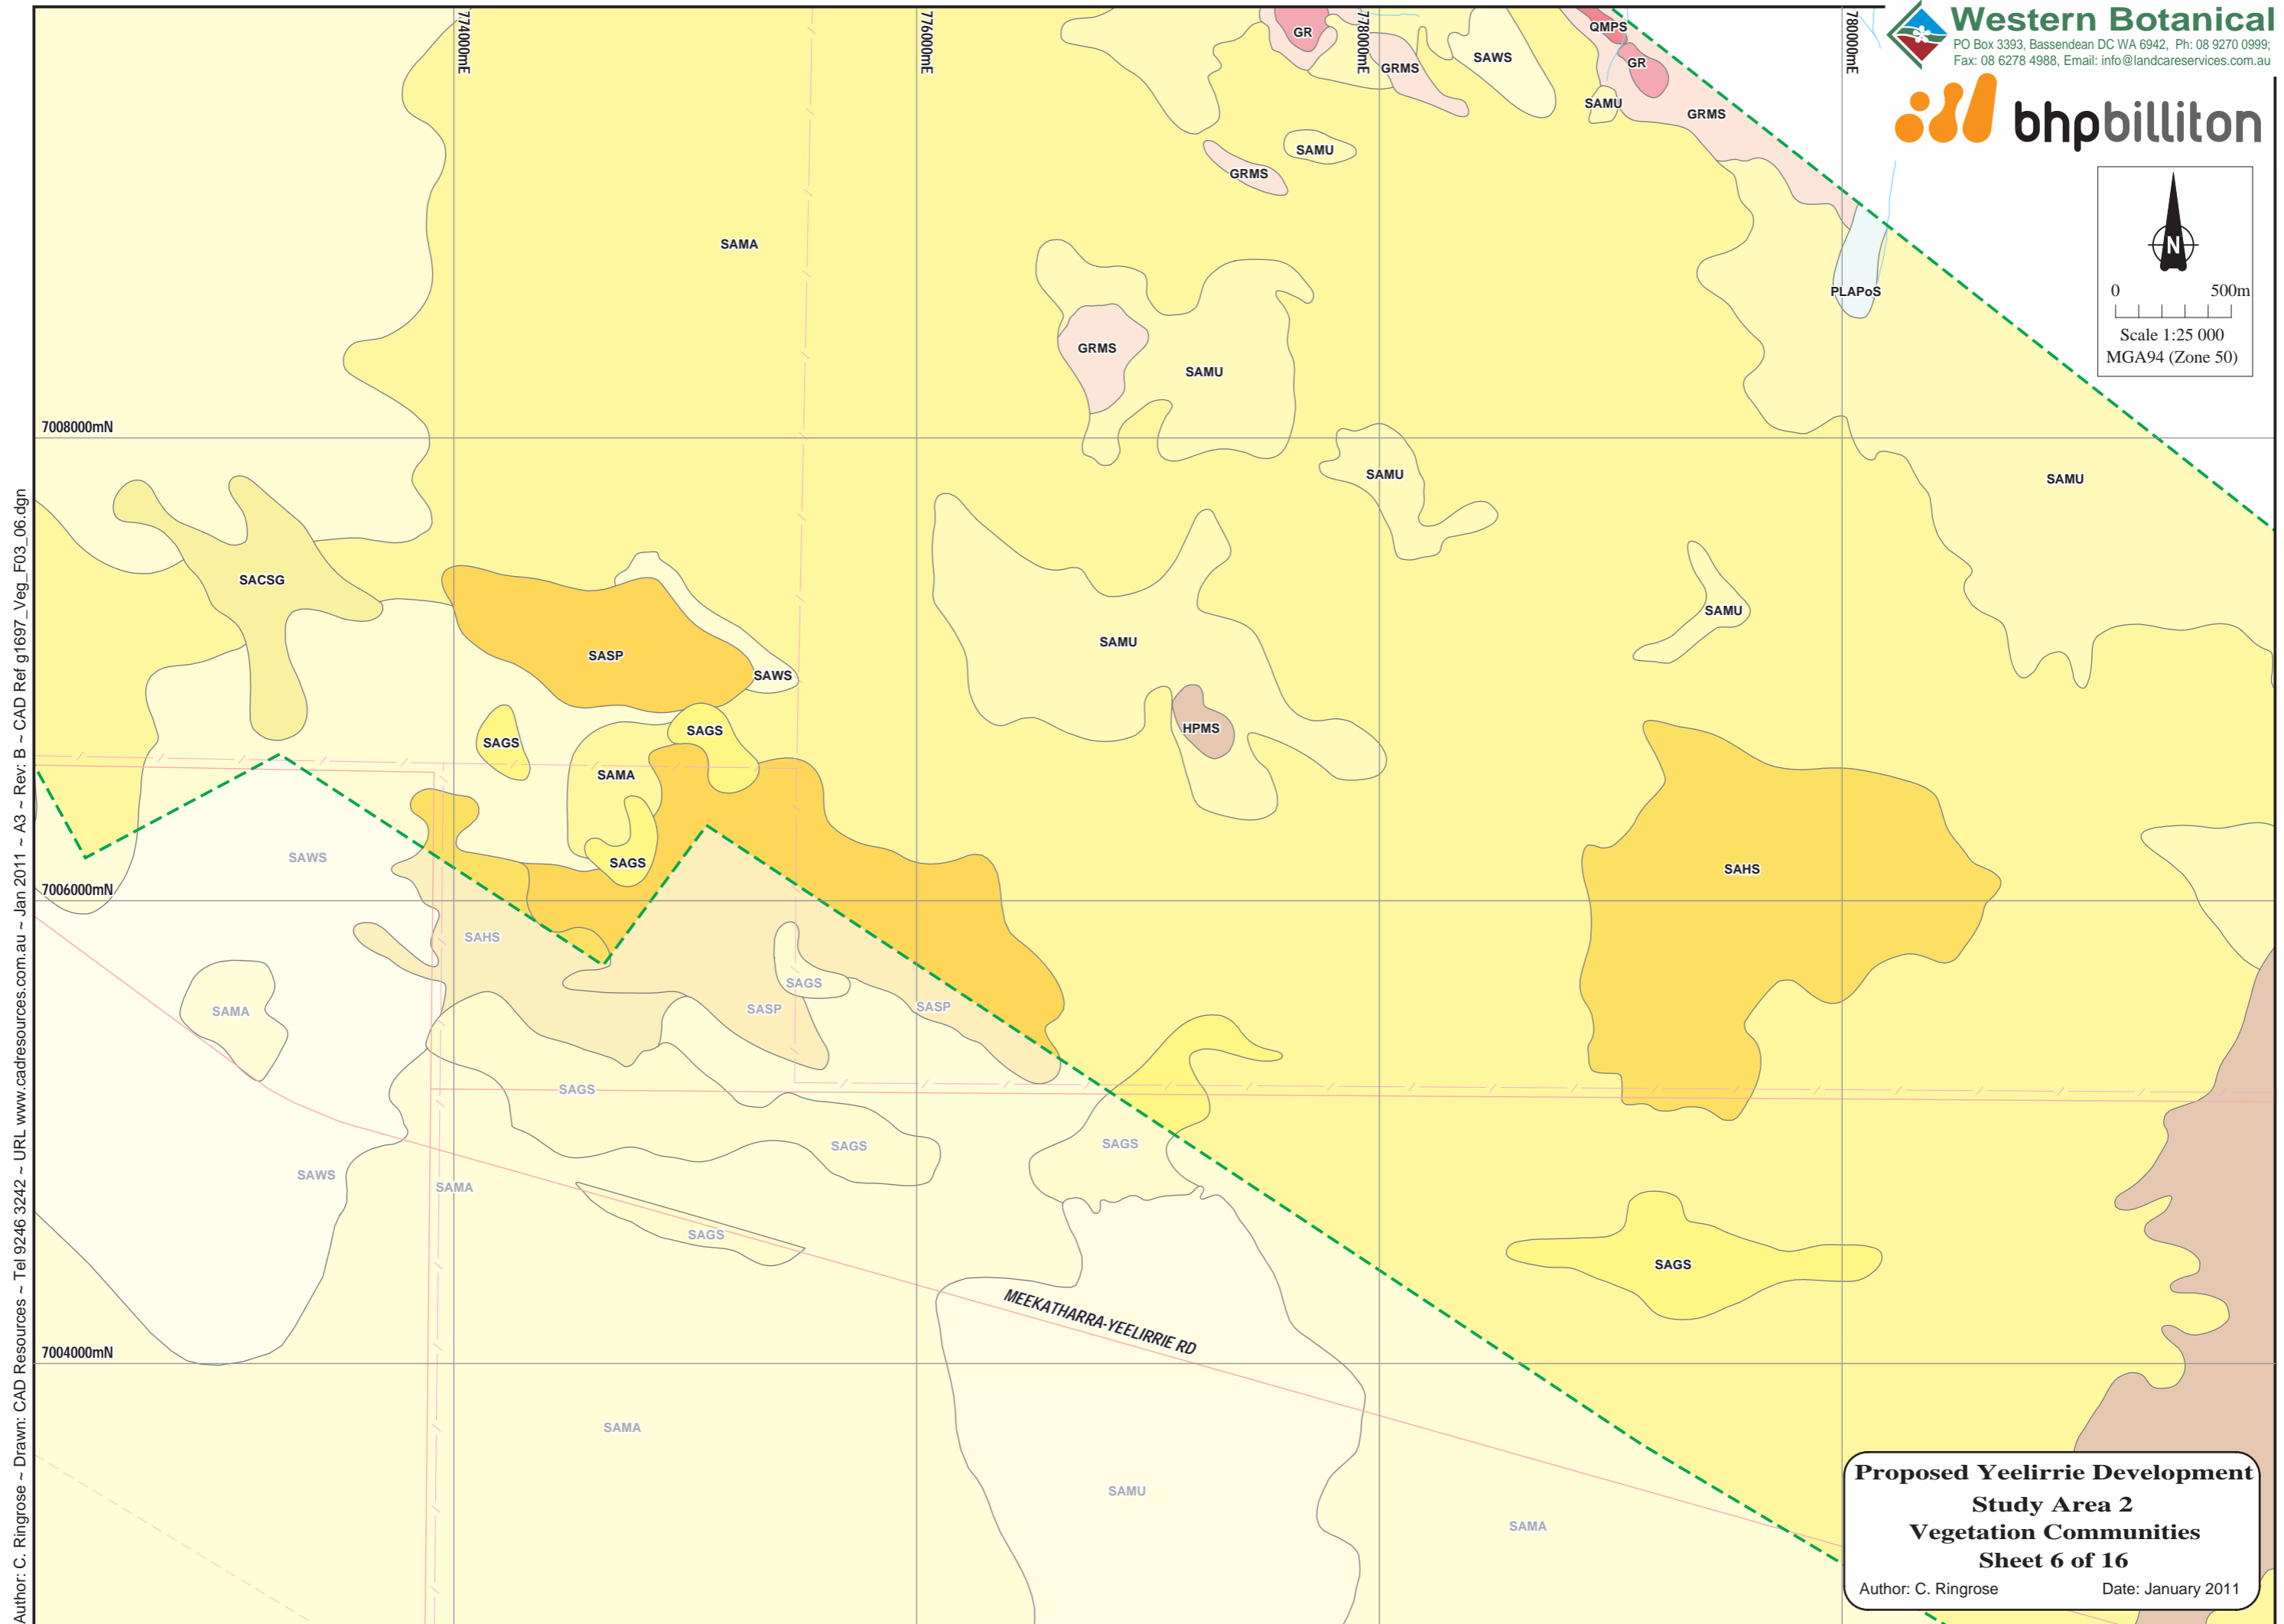 774000mE
776000mE
778000mE
780000mE
Western Botanical
PO Box 3393, Bassendean DC WA 6942, Ph: 08 9270 0999;
Fax: 08 6278 4988, Email: info@landcareservices.com.au
bhpbilliton
N
0 500m
Scale 1:25 000
MGA94 (Zone 50)
GR
QMPS
GRMS
SAWS
GR
SAMU
GRMS
SAMU
GRMS
SAMA
PLAPoS
GRMS
SAMU
7008000mN
SAMU
SAMU
SACSG
SAMU
SAMU
SASP
SAWS
HPMS
SAGS
SAGS
SAMA
SAWS
SAGS
SAHS
7006000mN
SAHS
SAGS
SAMA
SASP
SASP
SAGS
SAGS
SAGS
SAWS
SAMA
SAGS
SAGS
MEEKATHARRA-YEELIRRIE RD
7004000mN
SAMA
SAMU
SAMA
Proposed Yeelirrie Development
Study Area 2
Vegetation Communities
Sheet 6 of 16
Author: C. Ringrose Date: January 2011
Author: C. Ringrose ~ Drawn: CAD Resources ~ Tel 9246 3242 ~ URL www.cadresources.com.au ~ Jan 2011 ~ A3 ~ Rev: B ~ CAD Ref g1697_Veg_F03_06.dgn